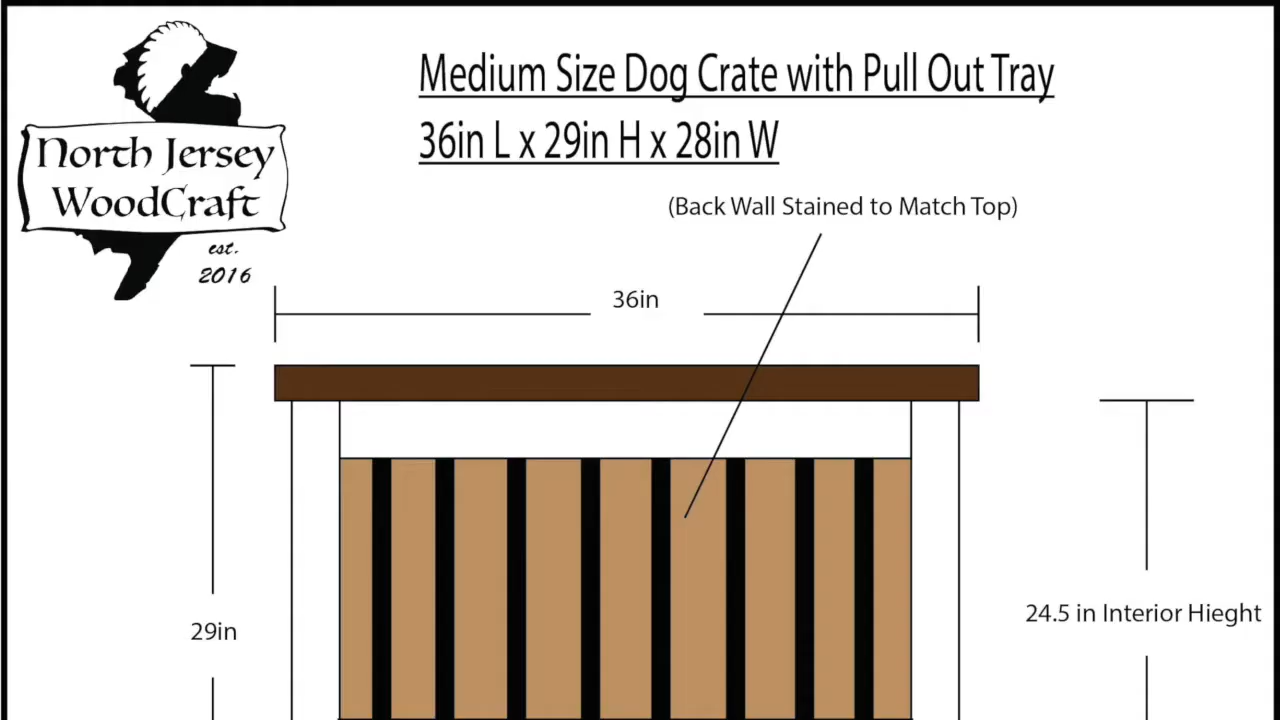 North Jersey
WoodCraft
est.
2016
Medium Size Dog Crate with Pull Out Tray
36in L x 29in H x 28in W
(Back Wall Stained to Match Top)
36in
29in
24.5 in Interior Hieght